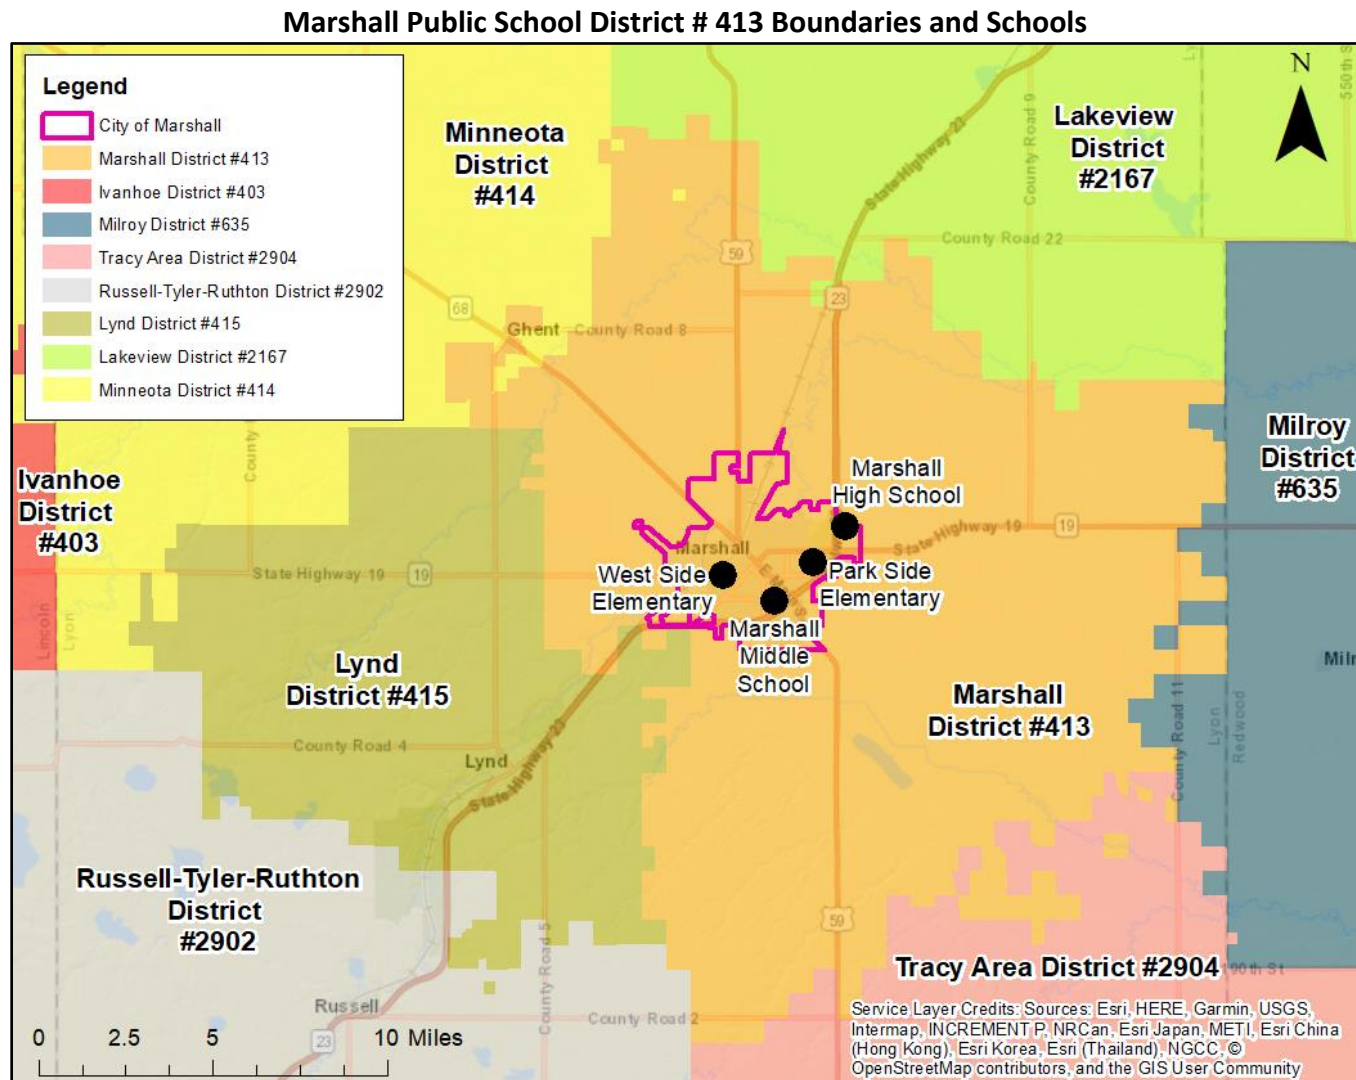 Marshall Public School District # 413 Boundaries and Schools
Legend
City of Marshall
Marshall District #413
Ivanhoe District #403
Milroy District #635
Tracy Area District #2904
Russell-Tyler-Ruthton District #2902
Lynd District #415
Lakeview District #2167
Minneota District #414
Minneota
District
#414
Lakeview
District
#2167
N
550th S
Ly
State Highway 23
County Road 9
County Road 22
59
23
68
Ghent
County Road 8
Ivanhoe
District
#403
County
Milroy
District
#635
Marshall
High School
State Highway 19
19
Marshall
West Side
Elementary
Park Side
Elementary
E Main S
Marshall
Middle
School
State Highway 19
19
Lincoln
Lyon
Lynd
District #415
Marshall
District #413
Milr
County Road 11
Lyon
Redwood
County Road 4
Lynd
State Highway 23
Russell-Tyler-Ruthton
District
#2902
59
County Road 5
Tracy Area District #2904
190th St
Russell
23
County Road 2
0 2.5 5 10 Miles
Service Layer Credits: Sources: Esri, HERE, Garmin, USGS,
Intermap, INCREMENT P, NRCan, Esri Japan, METI, Esri China
(Hong Kong), Esri Korea, Esri (Thailand), NGCC, ©
OpenStreetMap contributors, and the GIS User Community